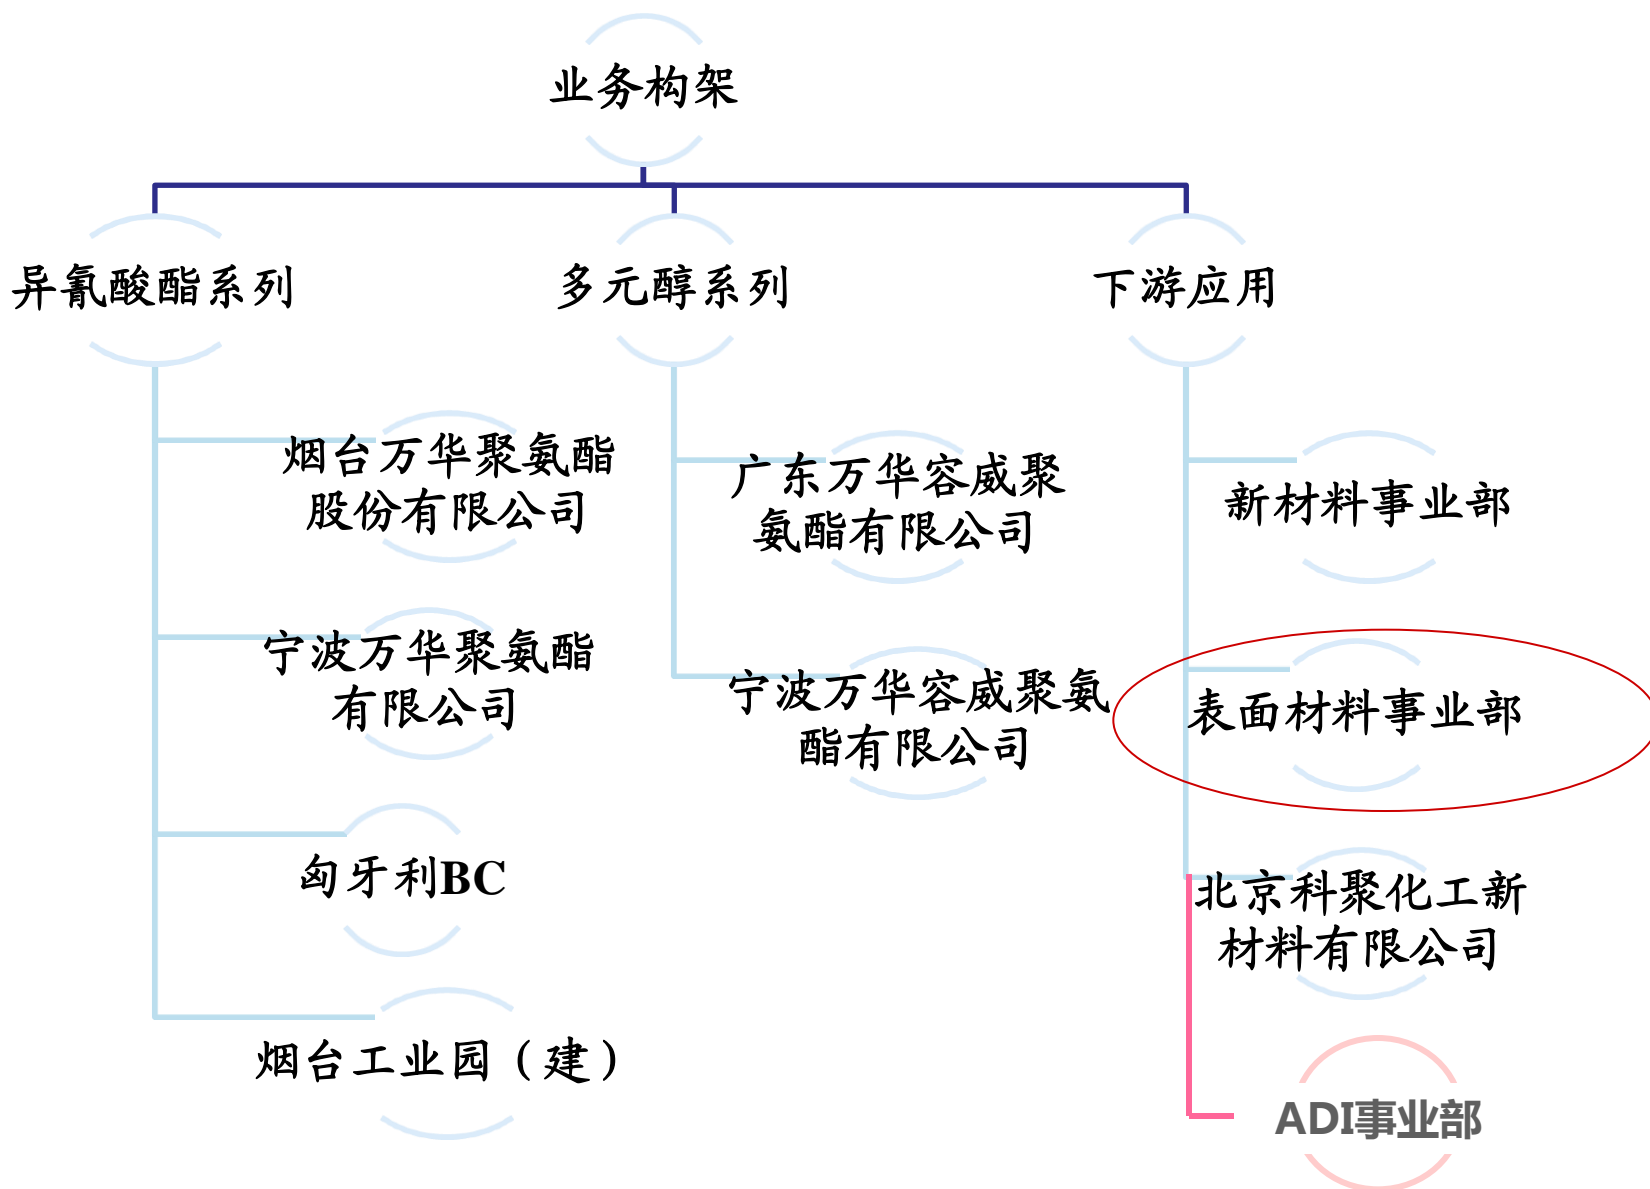 业务构架
异氰酸酯系列
多元醇系列
下游应用
烟台万华聚氨酯
股份有限公司
宁波万华聚氨酯
有限公司
匈牙利BC
烟台工业园（建）
广东万华容威聚
氨酯有限公司
宁波万华容威聚氨
酯有限公司
新材料事业部
表面材料事业部
北京科聚化工新
材料有限公司
ADI事业部